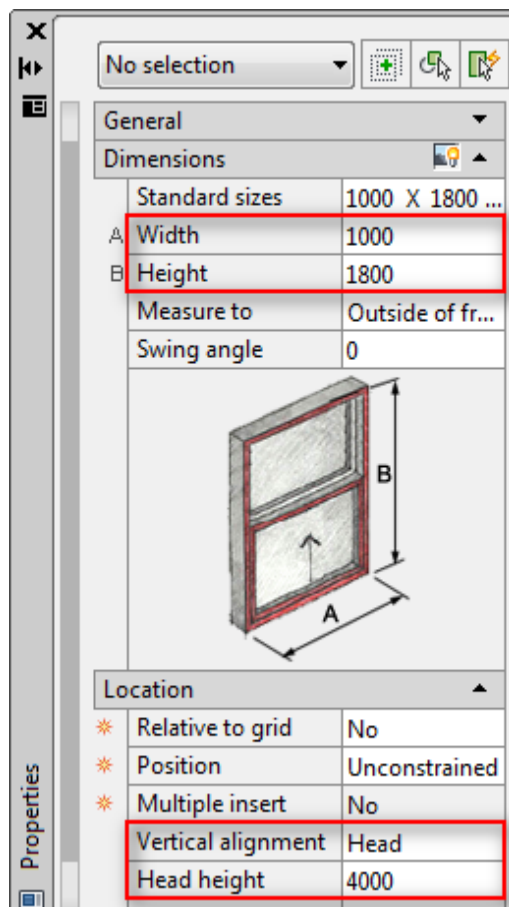 No selection
General
Dimensions
Standard sizes 1000 X 1800 ...
A Width 1000
B Height 1800
Measure to Outside of fr...
Swing angle 0
B
A
Location
Relative to grid No
Position Unconstrained
Multiple insert No
Vertical alignment Head
Head height 4000
Properties